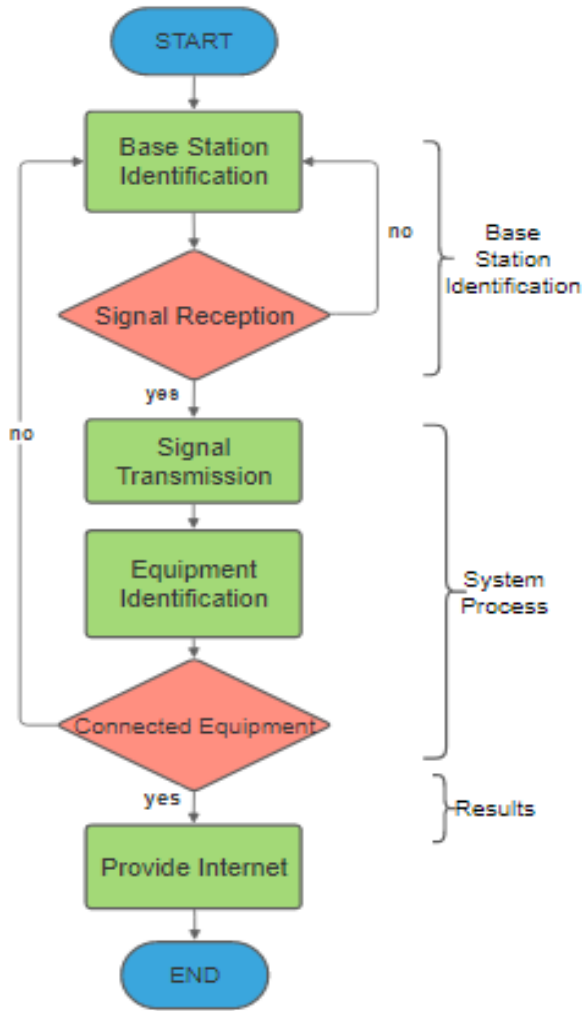 START
Base Station
Identification
no
Base
Station
Identification
Signal Reception
yes
no
Signal
Transmission
Equipment
Identification
System
Process
Connected Equipment
yes
Results
Provide Internet
END